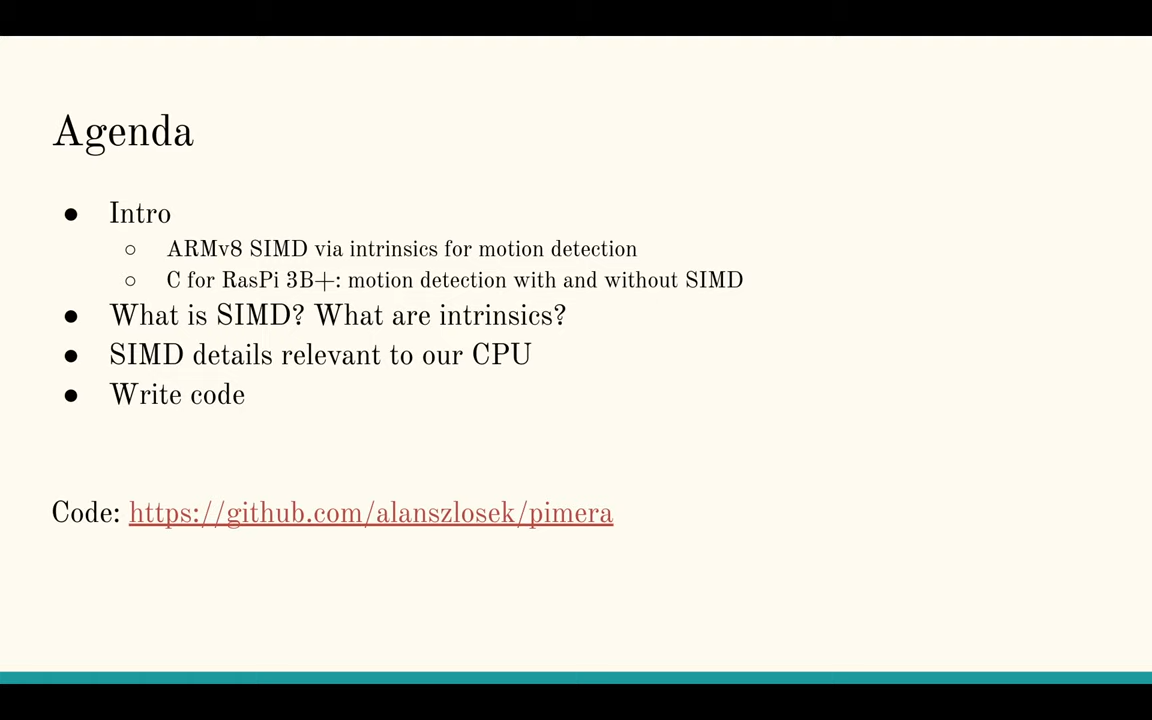 Agenda
● Intro
○ ARMv8 SIMD via intrinsics for motion detection
○ C for RasPi 3B+: motion detection with and without SIMD
● What is SIMD? What are intrinsics?
● SIMD details relevant to our CPU
● Write code
Code: https://github.com/alanszlosek/pimera